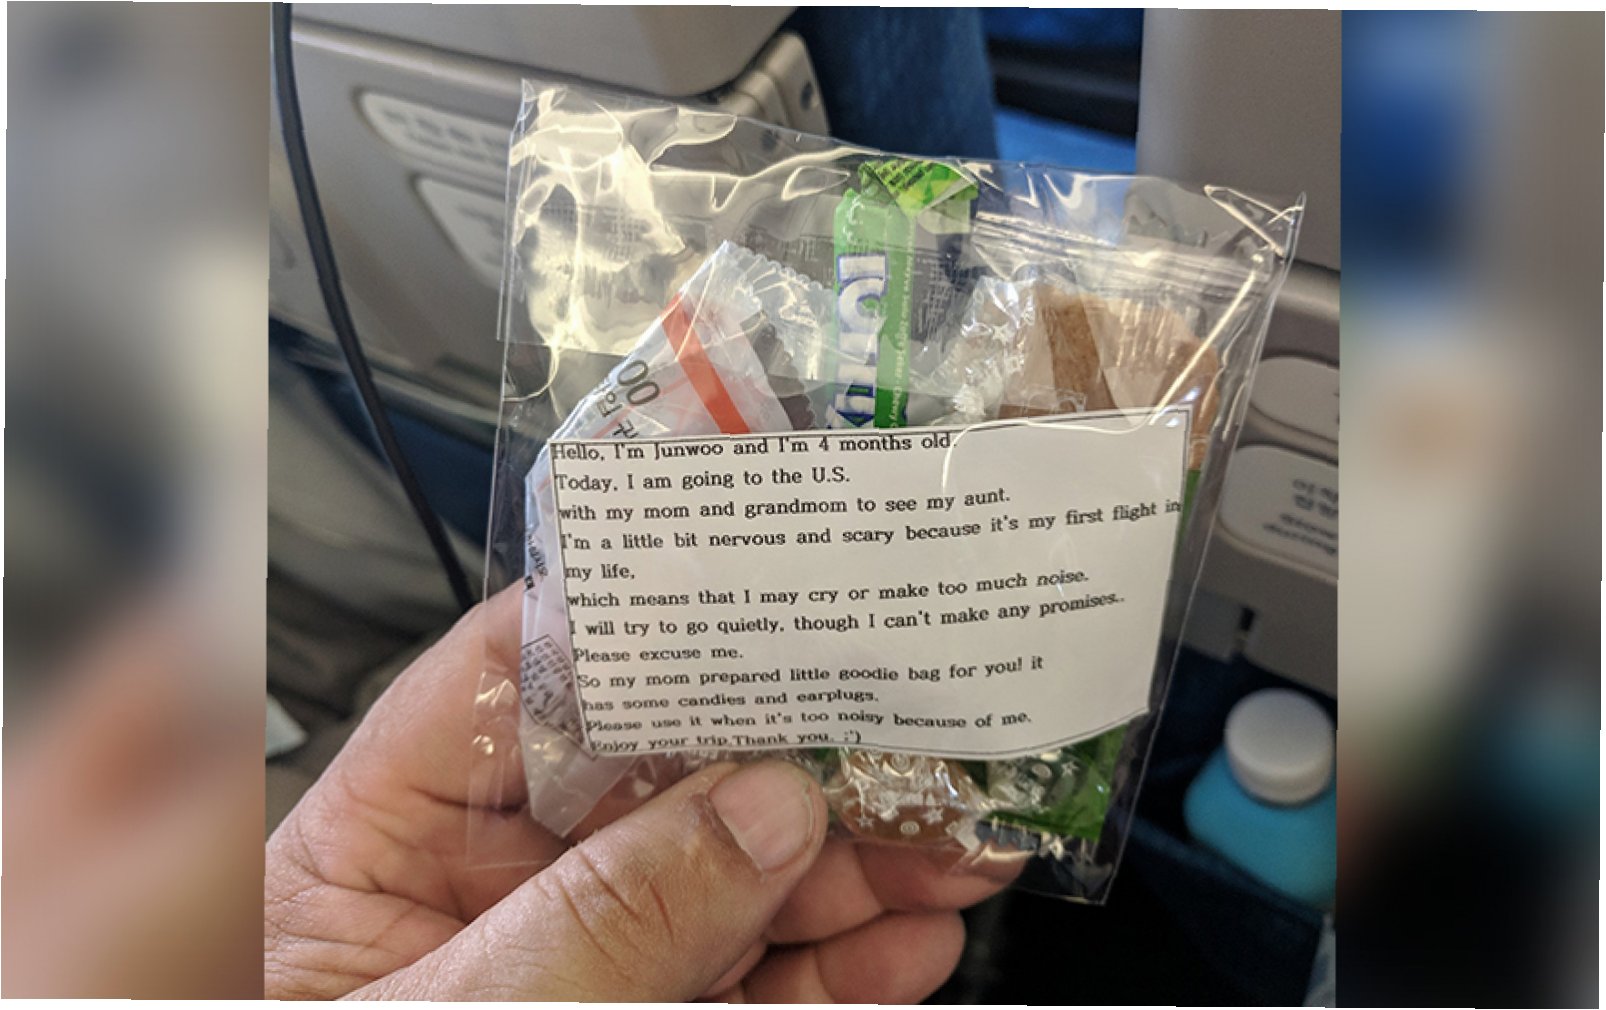 Hello, I'm Junwoo and I'm 4 months old.
Today, I am going to the U.S.
with my mom and grandmom to see my aunt.
I'm a little bit nervous and scary because it's my first flight in
my life,
which means that I may cry or make too much noise.
I will try to go quietly, though I can't make any promises..
Please excuse me.
So my mom prepared little goodie bag for you! it
has some candies and earplugs.
Please use it when it's too noisy because of me.
Enjoy your trip.Thank you. :')